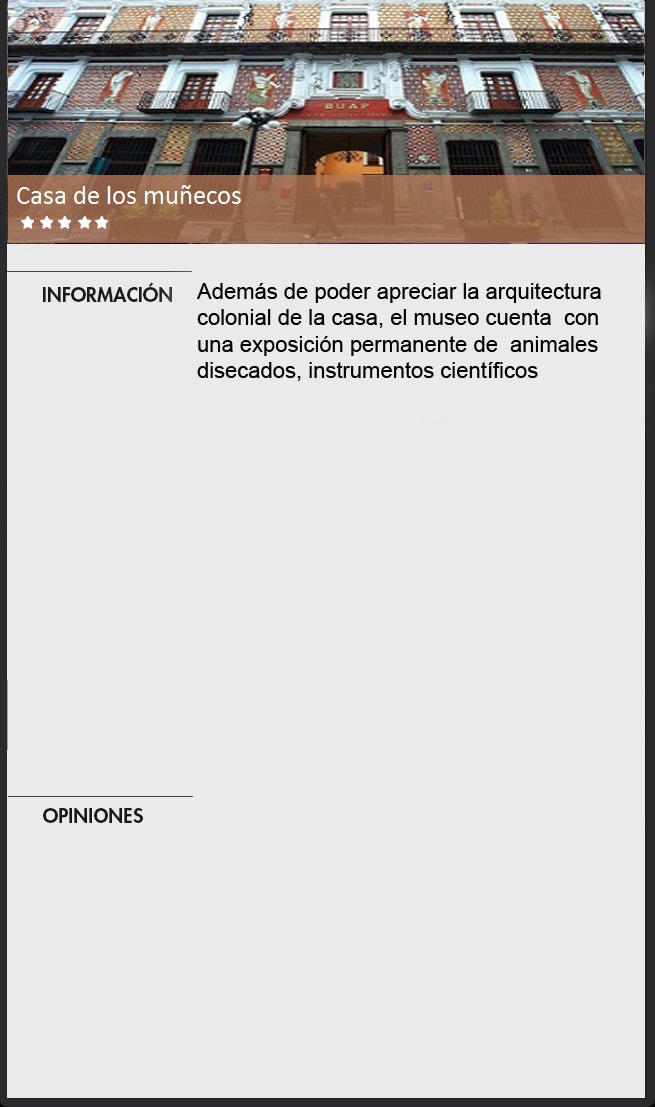 BUAP
Casa de los muñecos
INFORMACIÓN
Además de poder apreciar la arquitectura
colonial de la casa, el museo cuenta  con
una exposición permanente de  animales
disecados, instrumentos científicos
OPINIONES